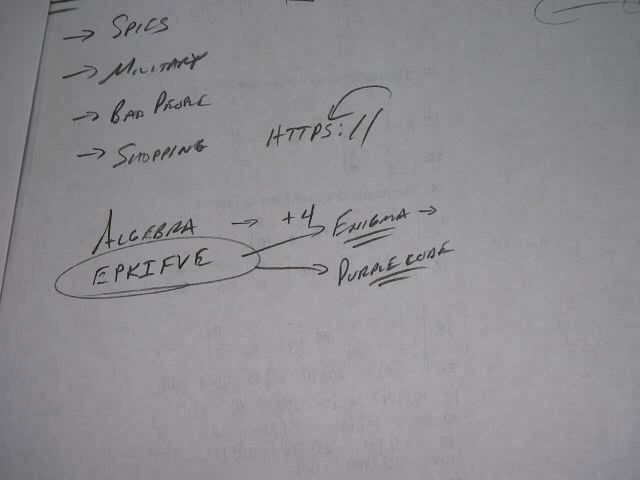 → SPIES
→ MILITARY
→ BAD PEOPLE
→ SHOPPING
HTTPS://
ALGEBRA → +4
EPKIFVE
ENIGMA →
PURPLE CODE